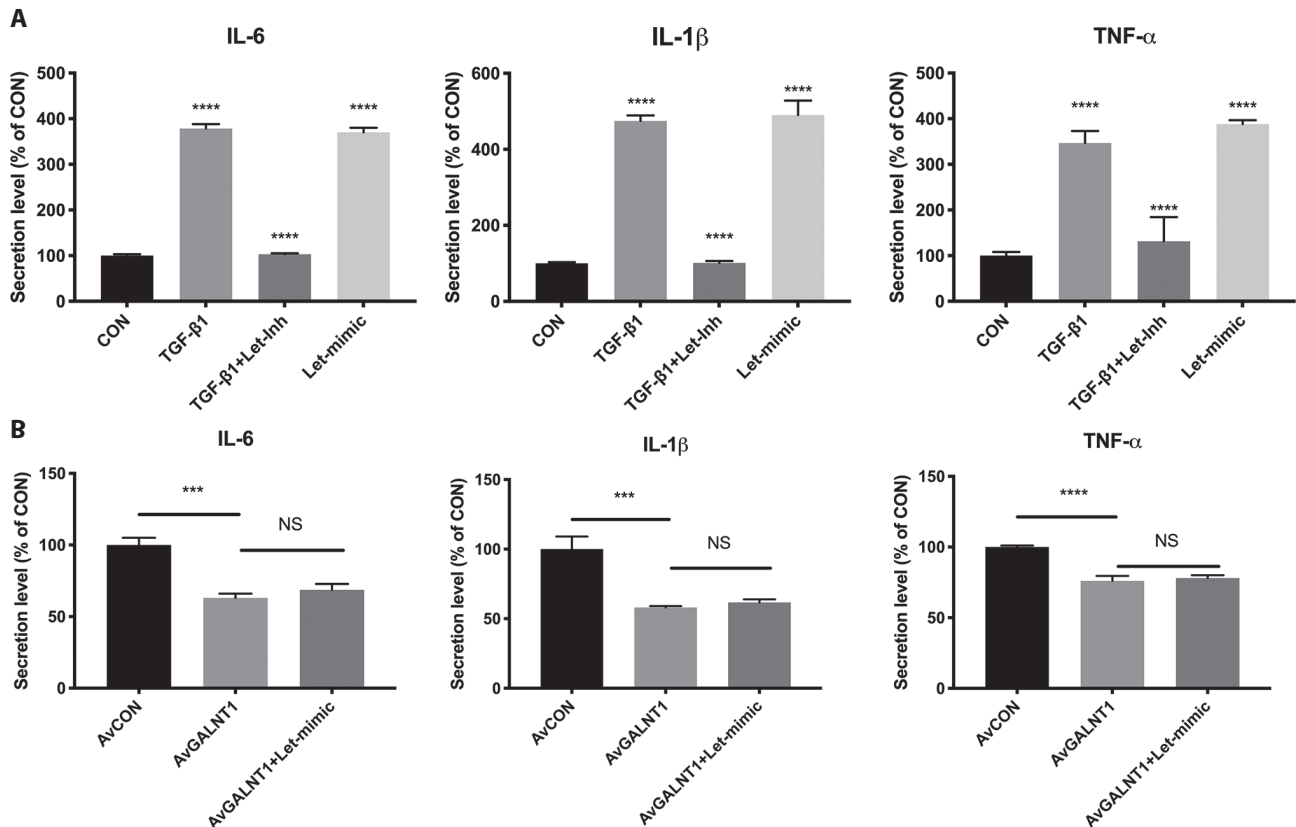 A
IL-6
Secretion level (% of CON)
500
400
300
200
100
0
****
****
****
CON
TGF-β1
TGF-β1+Let-Inh
Let-mimic
IL-1β
Secretion level (% of CON)
600
400
200
0
****
****
****
CON
TGF-β1
TGF-β1+Let-Inh
Let-mimic
TNF-α
Secretion level (% of CON)
500
400
300
200
100
0
****
****
****
CON
TGF-β1
TGF-β1+Let-Inh
Let-mimic
B
IL-6
Secretion level (% of CON)
150
100
50
0
***
NS
AvCON
AvGALNT1
AvGALNT1+Let-mimic
IL-1β
Secretion level (% of CON)
150
100
50
0
***
NS
AvCON
AvGALNT1
AvGALNT1+Let-mimic
TNF-α
Secretion level (% of CON)
150
100
50
0
****
NS
AvCON
AvGALNT1
AvGALNT1+Let-mimic